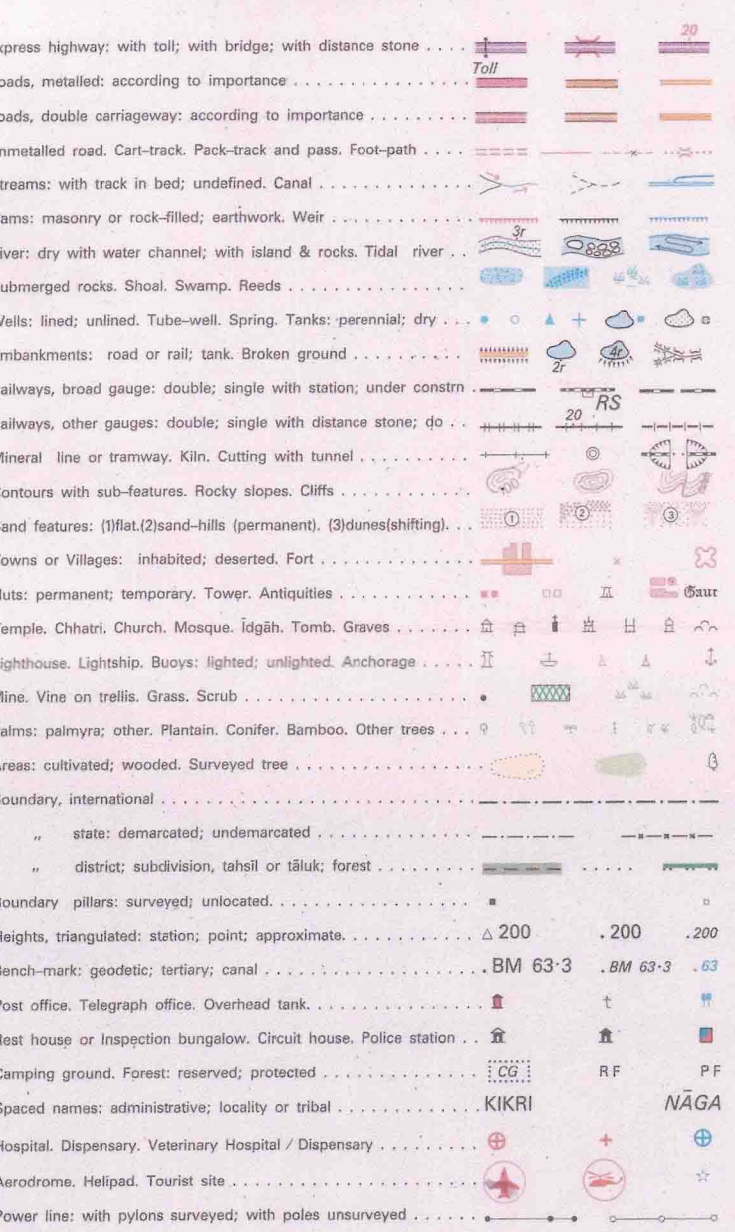 20
xpress highway: with toll; with bridge; with distance stone
Toll
oads, metalled: according to importance
oads, double carriageway: according to importance
nmetalled road. Cart-track. Pack-track and pass. Foot-path
treams: with track in bed; undefined. Canal
ams: masonry or rock-filled; earthwork. Weir
iver: dry with water channel; with island & rocks. Tidal river . . 3r
ubmerged rocks. Shoal. Swamp. Reeds
Wells: lined; unlined. Tube-well. Spring. Tanks: perennial; dry
mbankments: road or rail; tank. Broken ground 2r 4r
ailways, broad gauge: double; single with station; under constrn . RS
ailways, other gauges: double; single with distance stone; do . . 20
Mineral line or tramway. Kiln. Cutting with tunnel
ontours with sub-features. Rocky slopes. Cliffs
and features: (1)flat.(2)sand-hills (permanent). (3)dunes(shifting). . . 1 2 3
owns or Villages: inhabited; deserted. Fort
uts: permanent; temporary. Tower. Antiquities Gaur
emple. Chhatri. Church. Mosque. Īdgāh. Tomb. Graves
ighthouse. Lightship. Buoys: lighted; unlighted. Anchorage
Mine. Vine on trellis. Grass. Scrub
alms: palmyra; other. Plantain. Conifer. Bamboo. Other trees
reas: cultivated; wooded. Surveyed tree
oundary, international
„ state: demarcated; undemarcated
„ district; subdivision, tahsīl or tāluk; forest
oundary pillars: surveyed; unlocated.
Heights, triangulated: station; point; approximate. △ 200 . 200 .200
ench-mark: geodetic; tertiary; canal . BM 63·3 . BM 63·3 . 63
Post office. Telegraph office. Overhead tank.
Rest house or Inspection bungalow. Circuit house. Police station
Camping ground. Forest: reserved; protected CG RF PF
Spaced names: administrative; locality or tribal KIKRI NĀGA
Hospital. Dispensary. Veterinary Hospital / Dispensary
Aerodrome. Helipad. Tourist site
Power line: with pylons surveyed; with poles unsurveyed